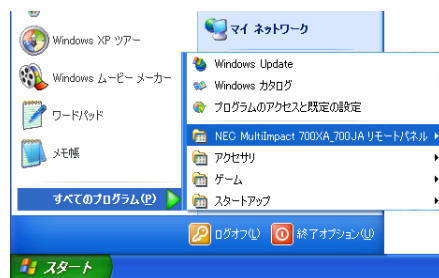 Windows XP ツアー
Windows ムービー メーカー
ワードパッド
メモ帳
すべてのプログラム(P)
マイ ネットワーク
Windows Update
Windows カタログ
プログラムのアクセスと既定の設定
NEC MultiImpact 700XA_700JA リモートパネル
アクセサリ
ゲーム
スタートアップ
ログオフ(L)
終了オプション(U)
スタート